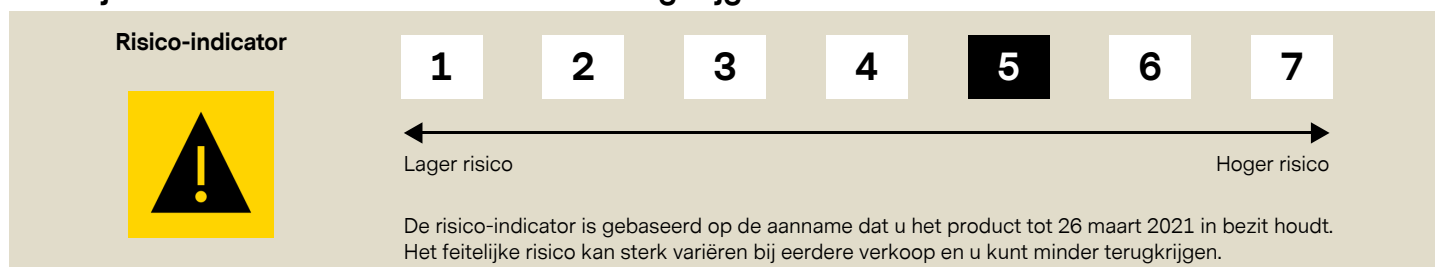 Risico-indicator
1 2 3 4 5 6 7
Lager risico Hoger risico
De risico-indicator is gebaseerd op de aanname dat u het product tot 26 maart 2021 in bezit houdt.
Het feitelijke risico kan sterk variëren bij eerdere verkoop en u kunt minder terugkrijgen.